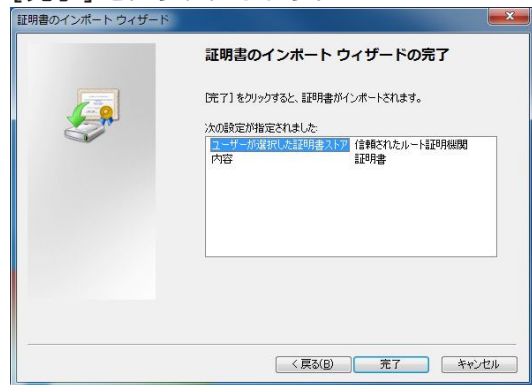 証明書のインポート ウィザード
証明書のインポート ウィザードの完了
[完了] をクリックすると、証明書がインポートされます。
次の設定が指定されました:
ユーザーが選択した証明書ストア 信頼されたルート証明機関
内容 証明書
< 戻る(B) 完了 キャンセル